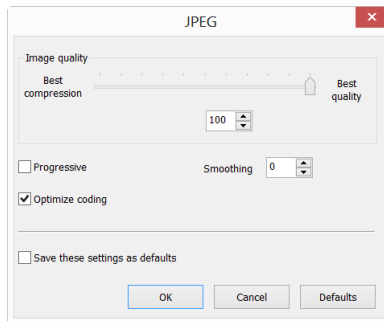 JPEG
Image quality
Best
compression
Best
quality
100
Progressive
Smoothing
0
Optimize coding
Save these settings as defaults
OK
Cancel
Defaults